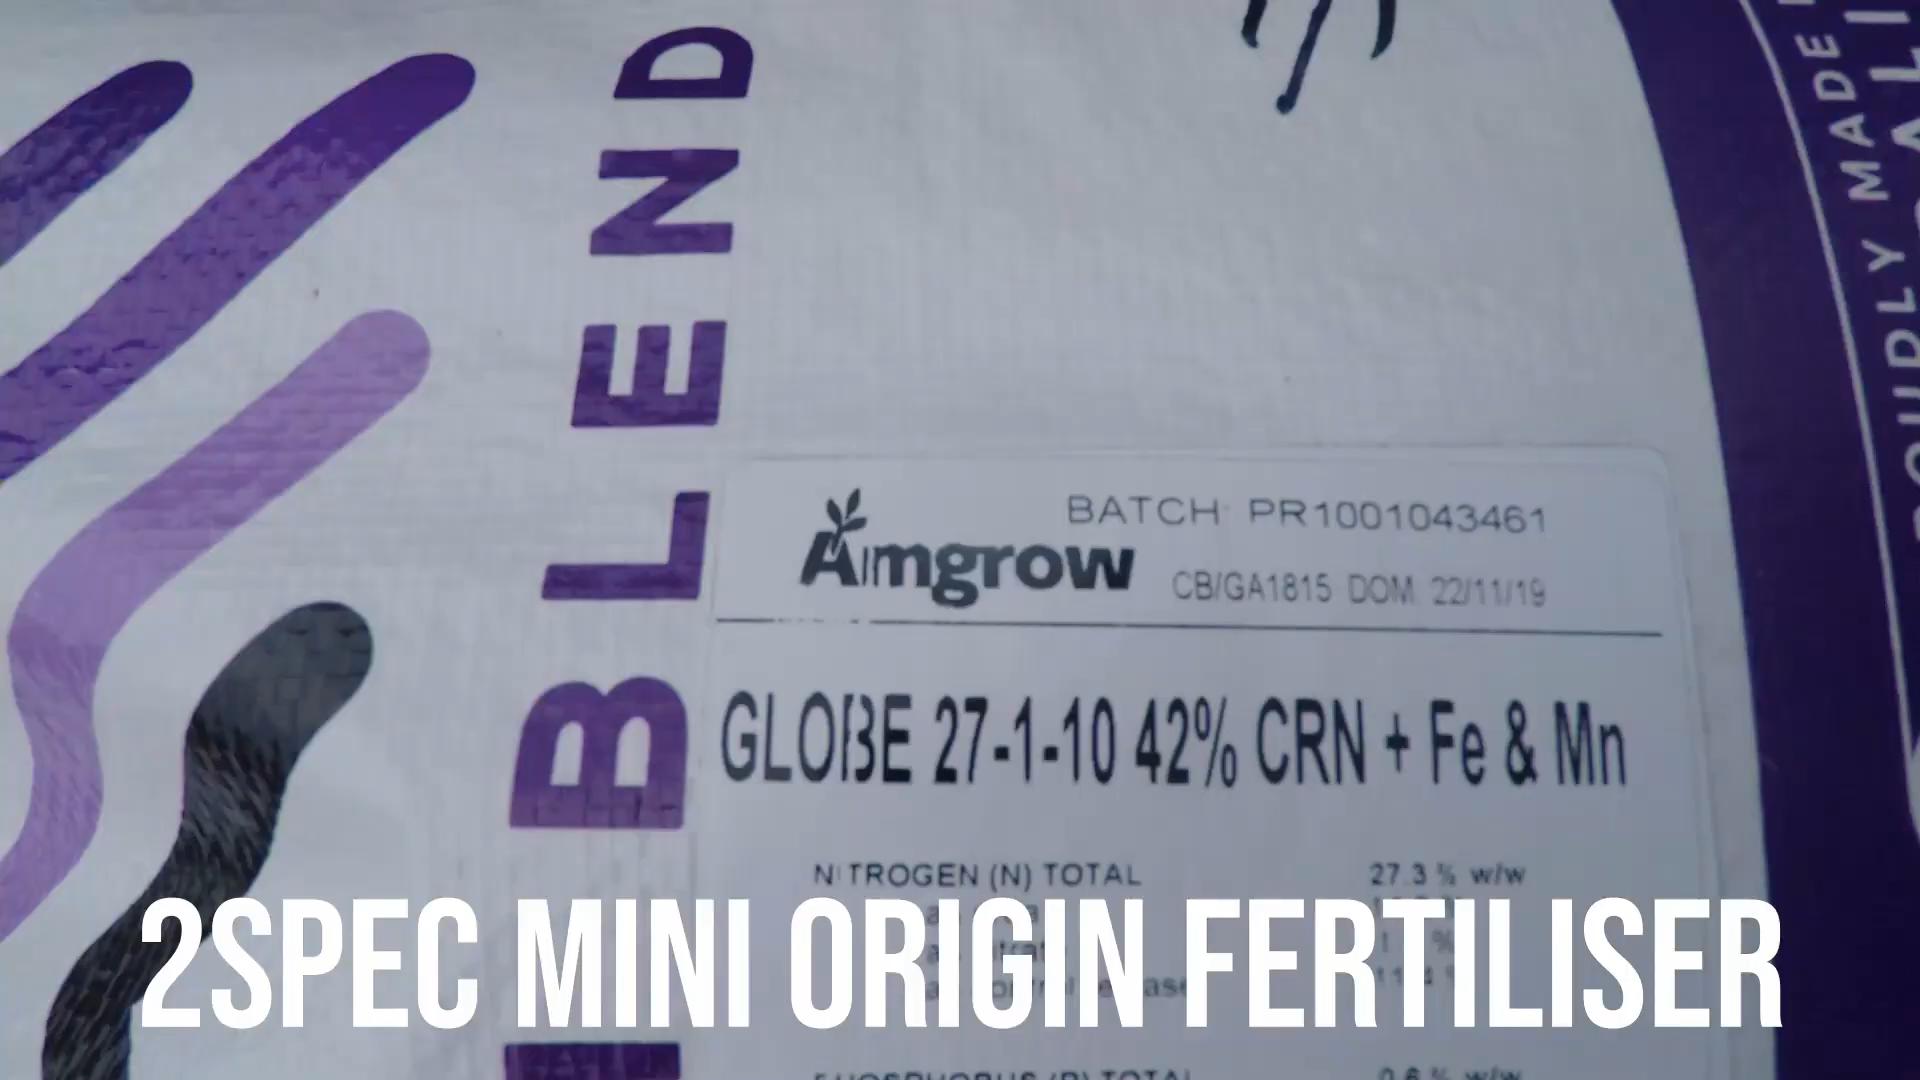 BLEND
PROUDLY MADE
Aimgrow
BATCH: PR1001043461
CB/GA1815 DOM. 22/11/19
GLOBE 27-1-10 42% CRN + Fe & Mn
NITROGEN (N) TOTAL 27.3 % w/w
2SPEC MINI ORIGIN FERTILISER
PHOSPHORUS (P) TOTAL 0.6 % w/w